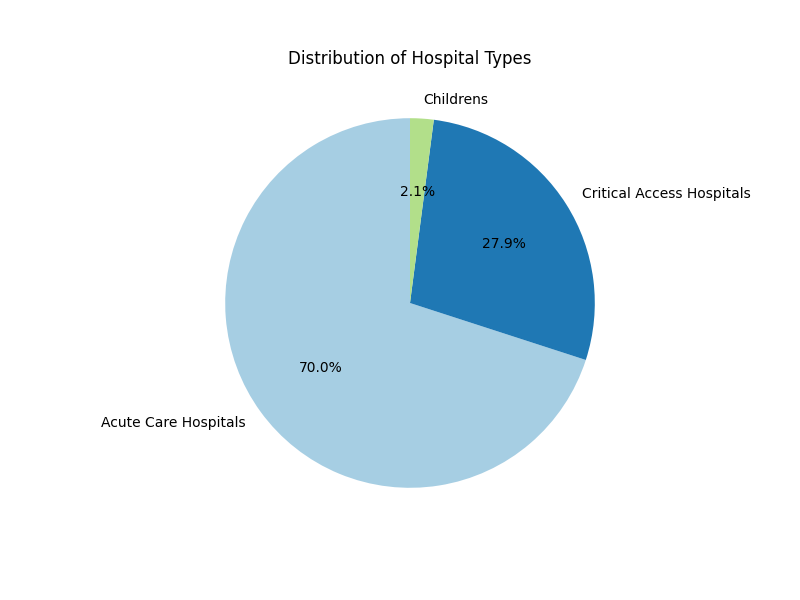 Distribution of Hospital Types
Childrens
2.1%
Critical Access Hospitals
27.9%
70.0%
Acute Care Hospitals